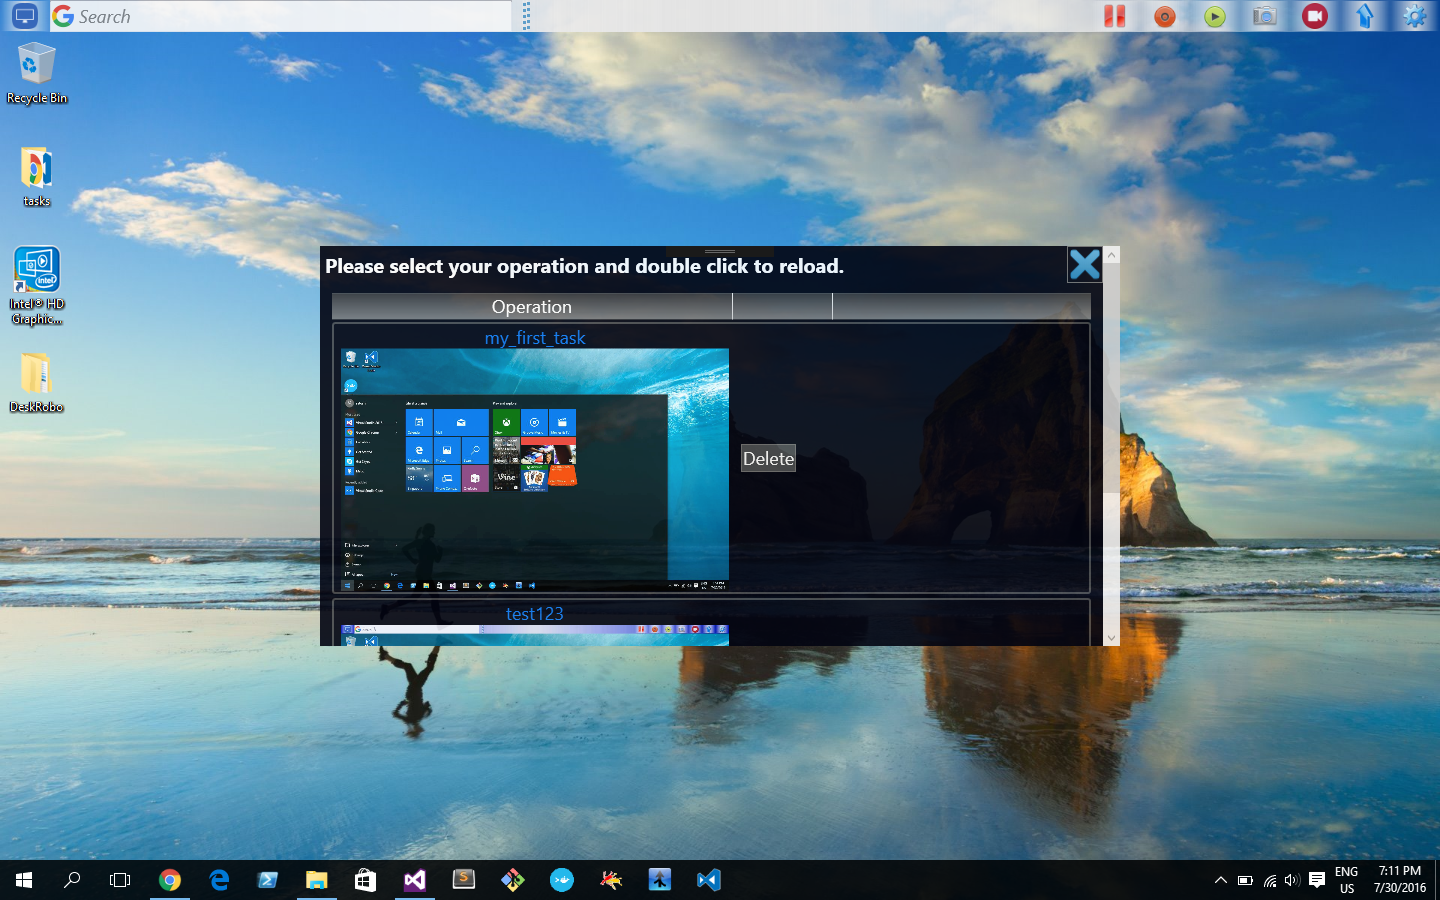 Search
Recycle Bin
tasks
Intel® HD
Graphic...
DeskRobo
Please select your operation and double click to reload.
Operation
my_first_task
Delete
test123
ENG
US
7:11 PM
7/30/2016